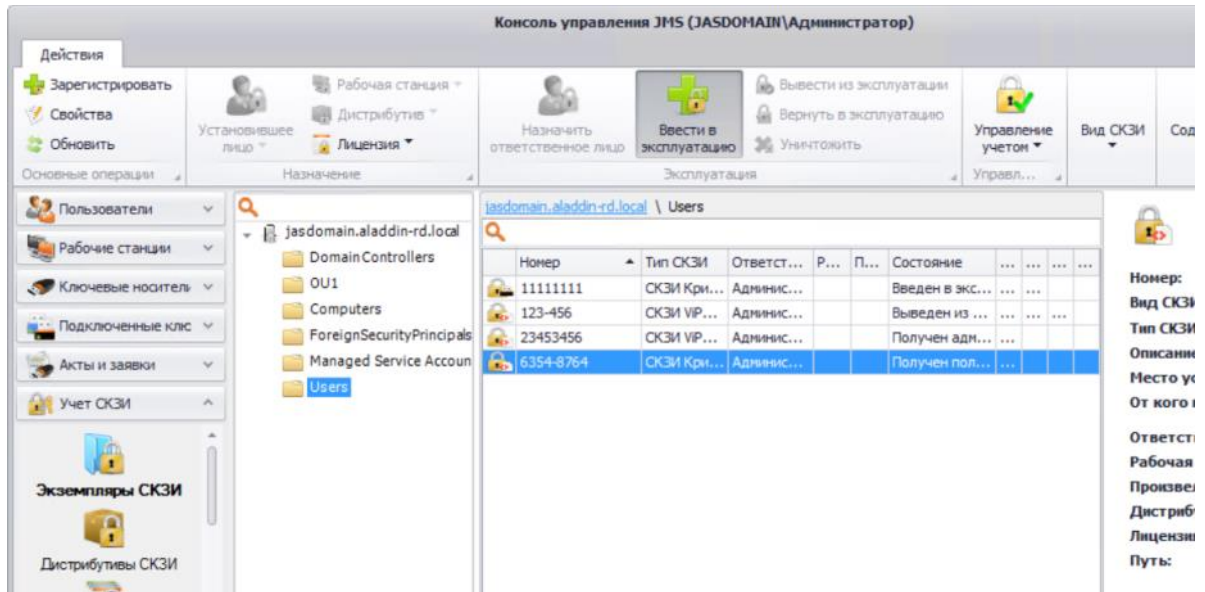 Консоль управления JMS (JASDOMAIN\Администратор)
Действия
Зарегистрировать
Свойства
Обновить
Основные операции
Установившее лицо
Рабочая станция
Дистрибутив
Лицензия
Назначение
Назначить ответственное лицо
Ввести в эксплуатацию
Вывести из эксплуатации
Вернуть в эксплуатацию
Уничтожить
Эксплуатация
Управление учетом
Управл...
Вид СКЗИ
Сод
Пользователи
Рабочие станции
Ключевые носител
Подключенные клю
Акты и заявки
Учет СКЗИ
Экземпляры СКЗИ
Дистрибутивы СКЗИ
jasdomain.aladdin-rd.local
Domain Controllers
OU1
Computers
ForeignSecurityPrincipals
Managed Service Accoun
Users
jasdomain.aladdin-rd.local \ Users
Номер Тип СКЗИ Ответст... Р... П... Состояние ... ... ... ...
11111111 СКЗИ Кри... Админис... Введен в экс... ... ...
123-456 СКЗИ ViP... Админис... Выведен из ... ... ... ...
23453456 СКЗИ ViP... Админис... Получен адм... ...
6354-8764 СКЗИ Кри... Админис... Получен пол... ...
Номер:
Вид СКЗИ
Тип СКЗИ
Описание
Место ус
От кого
Ответст
Рабочая
Произвел
Дистриб
Лицензи
Путь: